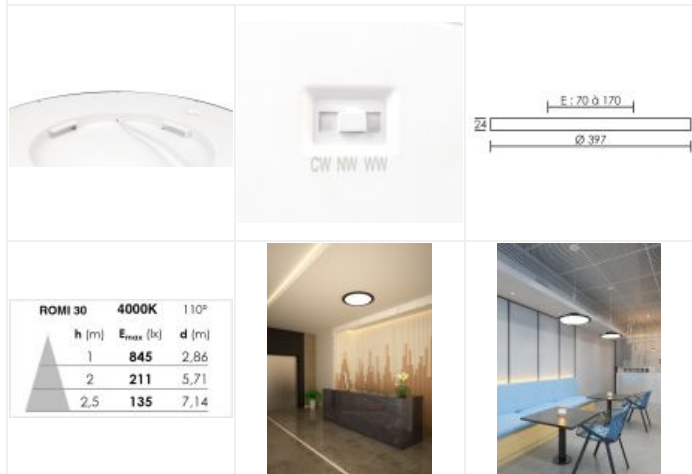 CW NW WW
E : 70 à 170
24
Ø 397
ROMI 30 4000K 110º
h (m) Emax (lx) d (m)
1 845 2,86
2 211 5,71
2,5 135 7,14